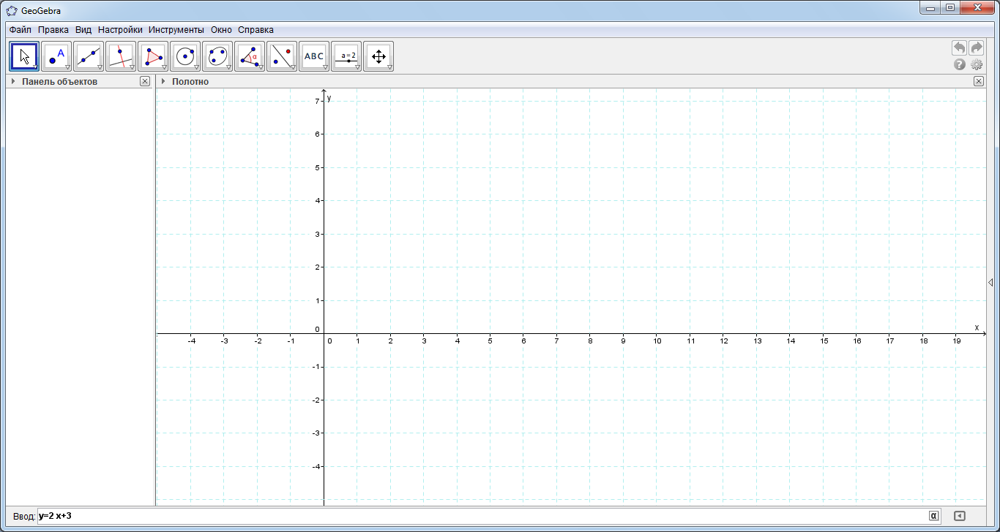 GeoGebra
Файл Правка Вид Настройки Инструменты Окно Справка
A α ABC a=2 ?
Панель объектов
Полотно
y
7
6
5
4
3
2
1
0
x
-4 -3 -2 -1 0 1 2 3 4 5 6 7 8 9 10 11 12 13 14 15 16 17 18 19
-1
-2
-3
-4
Ввод: y=2 x+3 α